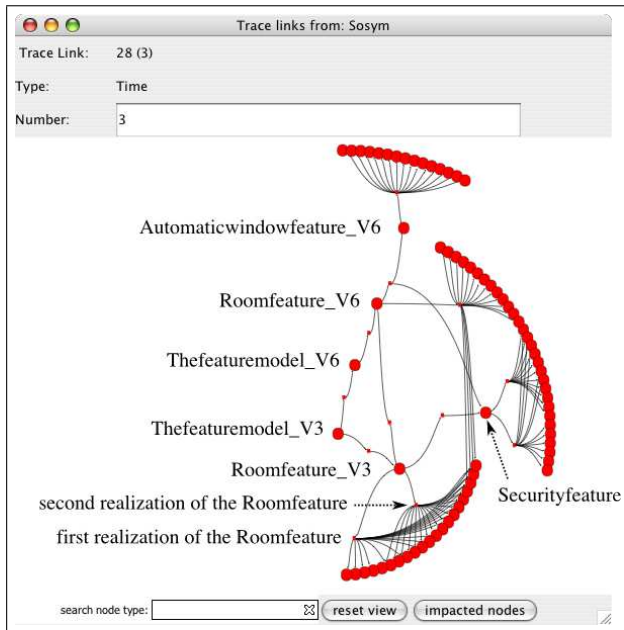 Trace links from: Sosym
Trace Link: 28 (3)
Type: Time
Number: 3
Automaticwindowfeature_V6
Roomfeature_V6
Thefeaturemodel_V6
Thefeaturemodel_V3
Roomfeature_V3
Securityfeature
second realization of the Roomfeature
first realization of the Roomfeature
search node type: reset view impacted nodes